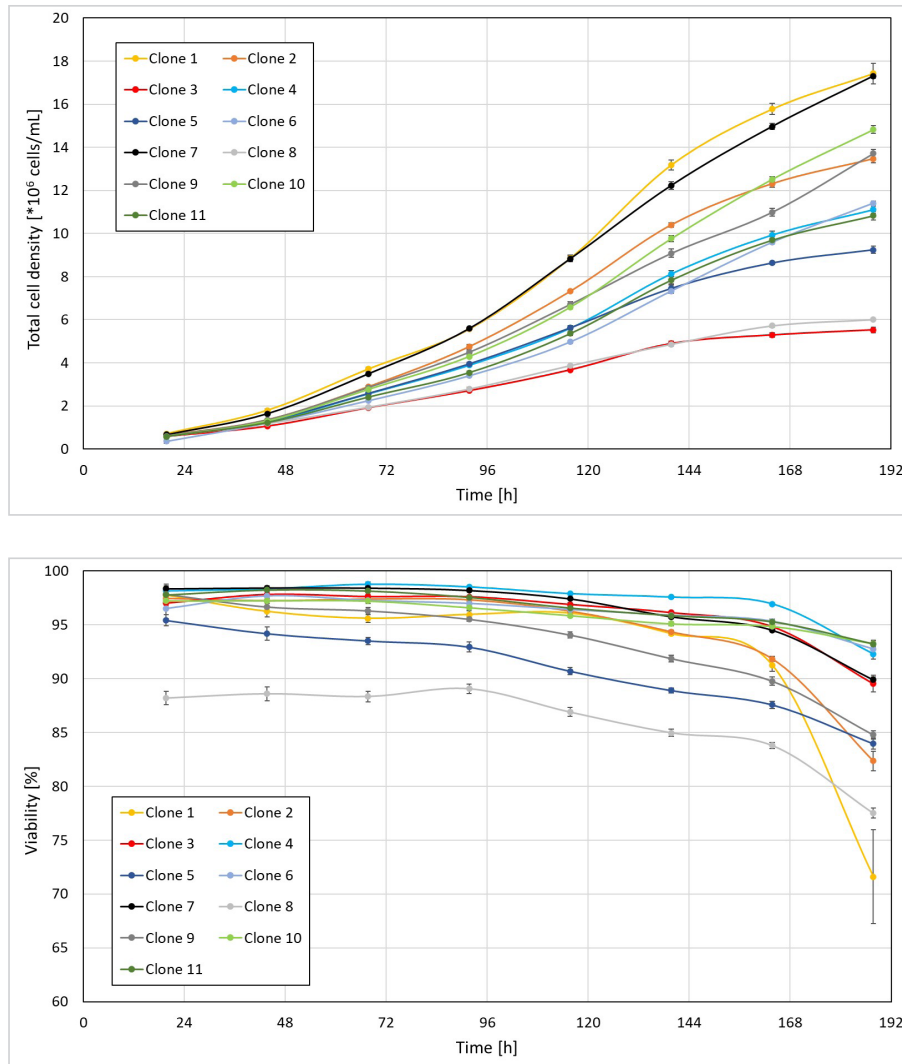 20
18
16
14
12
10
8
6
4
2
0
Total cell density [*10⁶ cells/mL]
Clone 1 Clone 2
Clone 3 Clone 4
Clone 5 Clone 6
Clone 7 Clone 8
Clone 9 Clone 10
Clone 11
0 24 48 72 96 120 144 168 192
Time [h]
100
95
90
85
80
75
70
65
60
Viability [%]
Clone 1 Clone 2
Clone 3 Clone 4
Clone 5 Clone 6
Clone 7 Clone 8
Clone 9 Clone 10
Clone 11
0 24 48 72 96 120 144 168 192
Time [h]